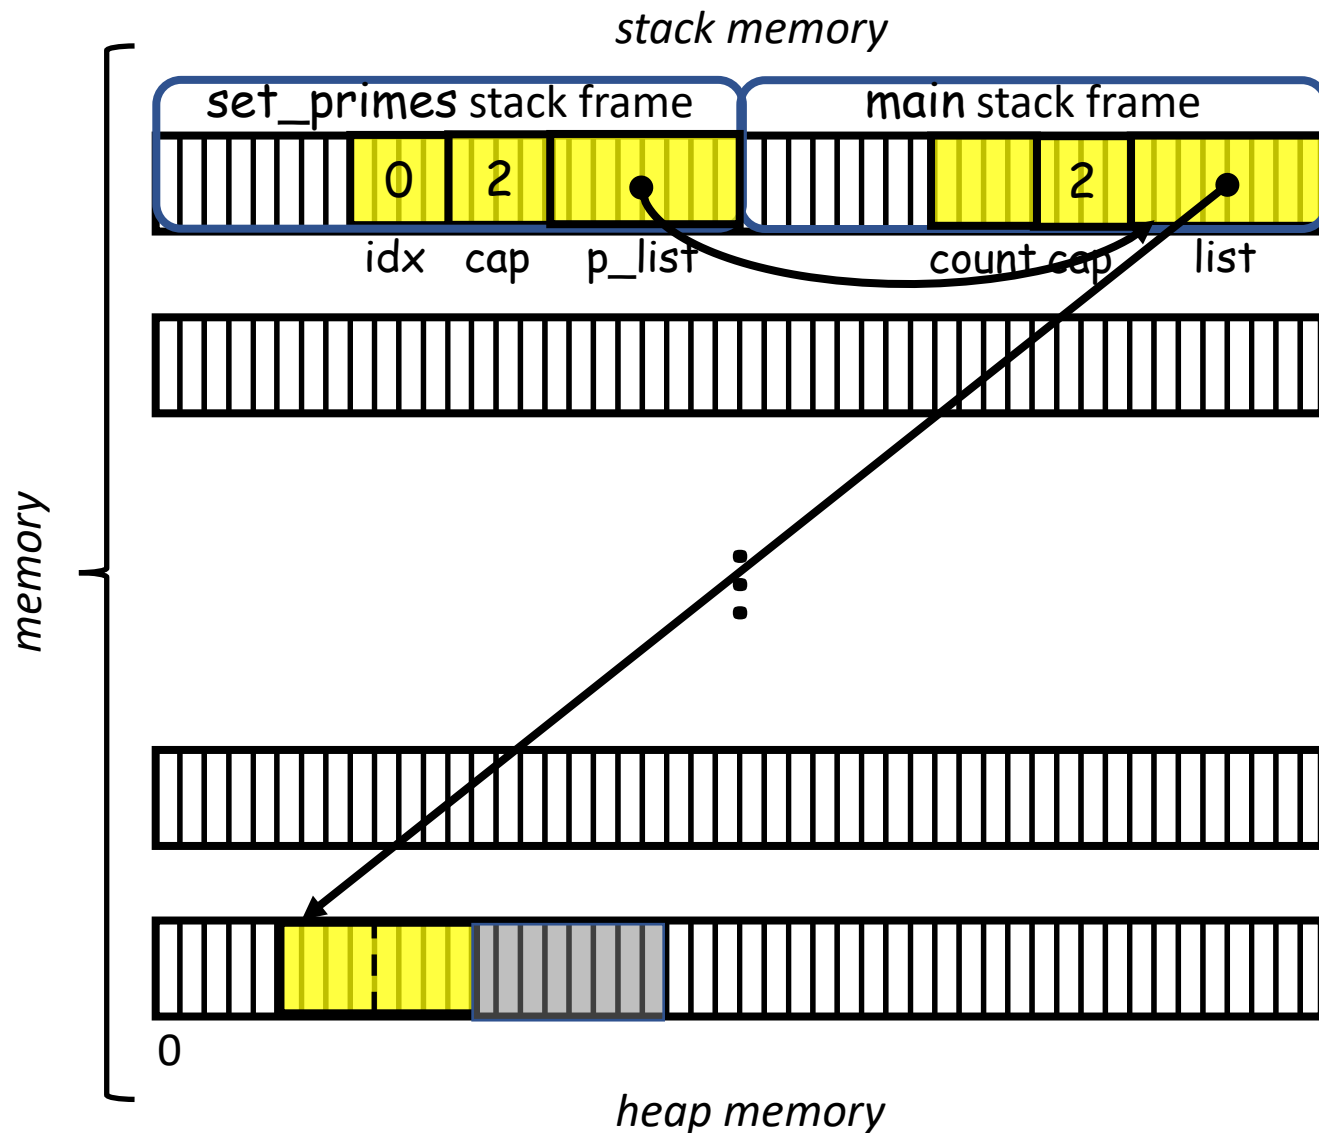 stack memory
set_primes stack frame main stack frame
0 2 2
idx cap p_list count cap list
memory
0
heap memory